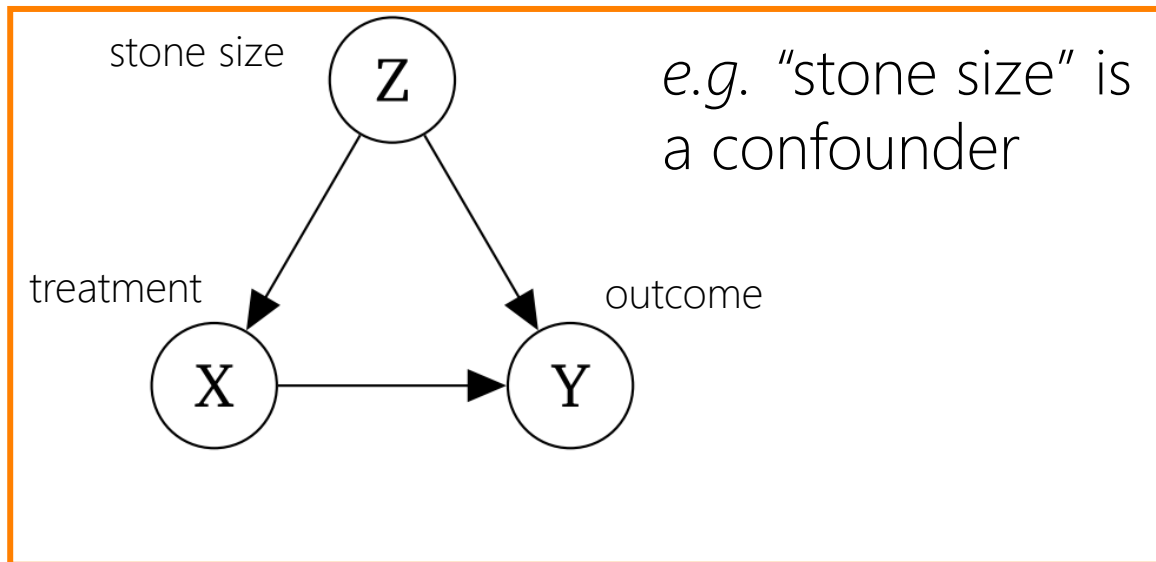 stone size
Z
e.g. “stone size” is
a confounder
treatment
outcome
X
Y